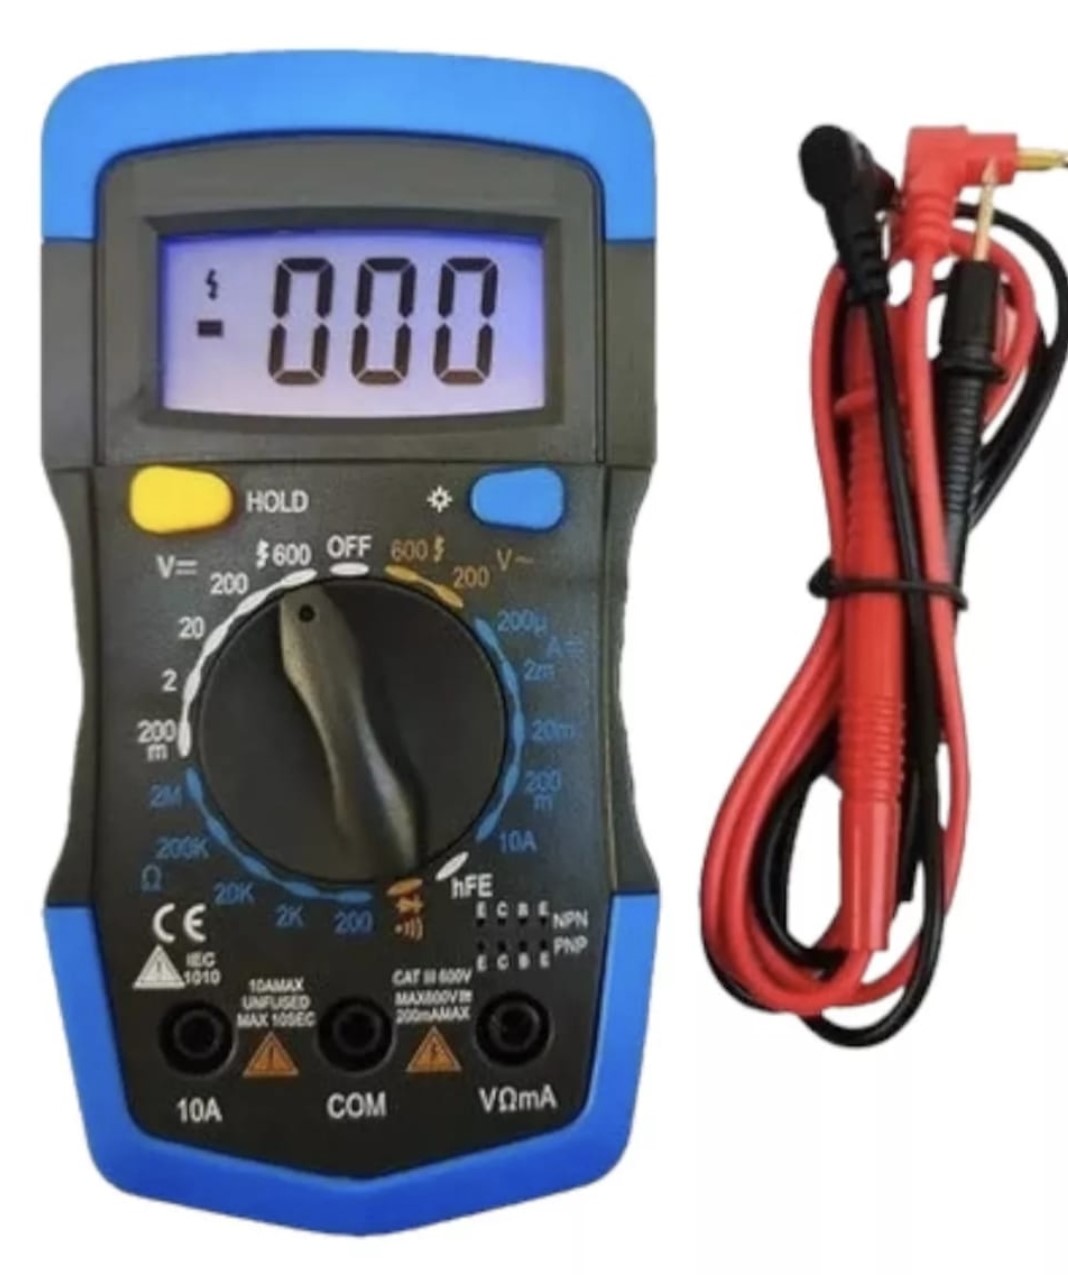 - 000
HOLD
V⎓ 200 600 OFF 600 200 V~
20
2
200
m
200µ
A⎓
2m
20m
200
m
10A
2M
200K
Ω
20K
2K
200
hFE
E C B E
NPN
PNP
E C B E
CE
IEC
1010
10AMAX
UNFUSED
MAX 10SEC
CAT III 600V
MAX600V
200mAMAX
10A COM VΩmA